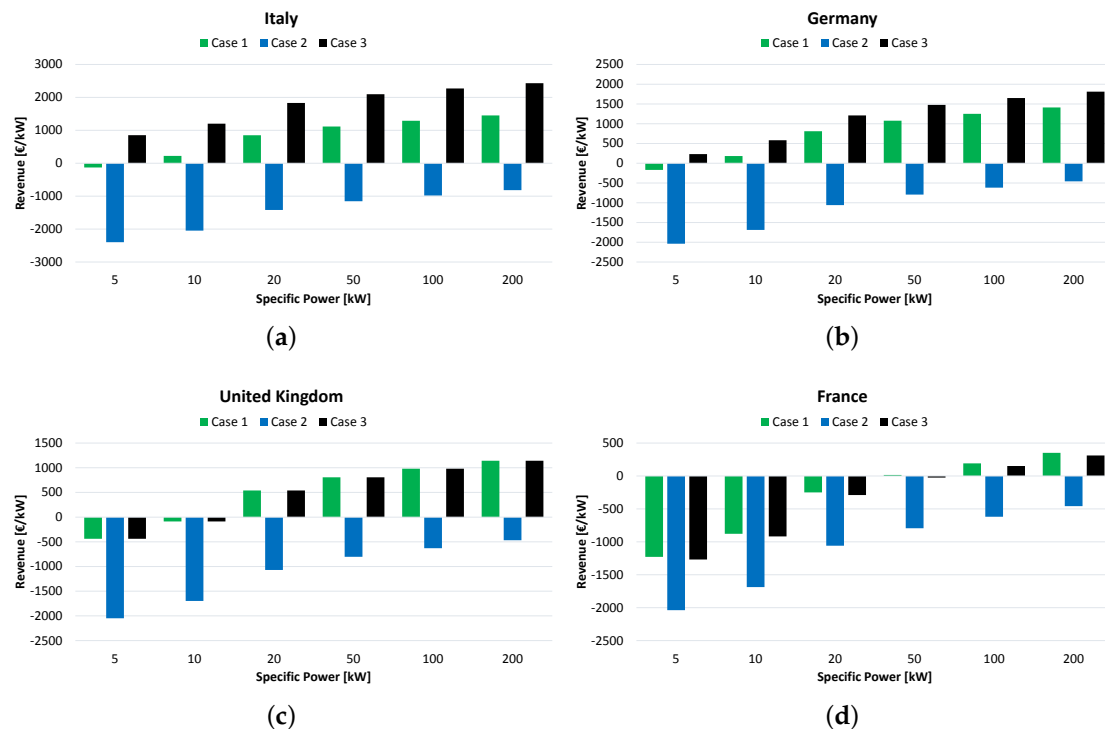 Italy
Case 1 Case 2 Case 3
3000
2000
1000
0
-1000
-2000
-3000
Revenue [€/kW]
5 10 20 50 100 200
Specific Power [kW]
(a)
Germany
Case 1 Case 2 Case 3
2500
2000
1500
1000
500
0
-500
-1000
-1500
-2000
-2500
Revenue [€/kW]
5 10 20 50 100 200
Specific Power [kW]
(b)
United Kingdom
Case 1 Case 2 Case 3
1500
1000
500
0
-500
-1000
-1500
-2000
-2500
Revenue [€/kW]
5 10 20 50 100 200
Specific Power [kW]
(c)
France
Case 1 Case 2 Case 3
500
0
-500
-1000
-1500
-2000
-2500
Revenue [€/kW]
5 10 20 50 100 200
Specific Power [kW]
(d)